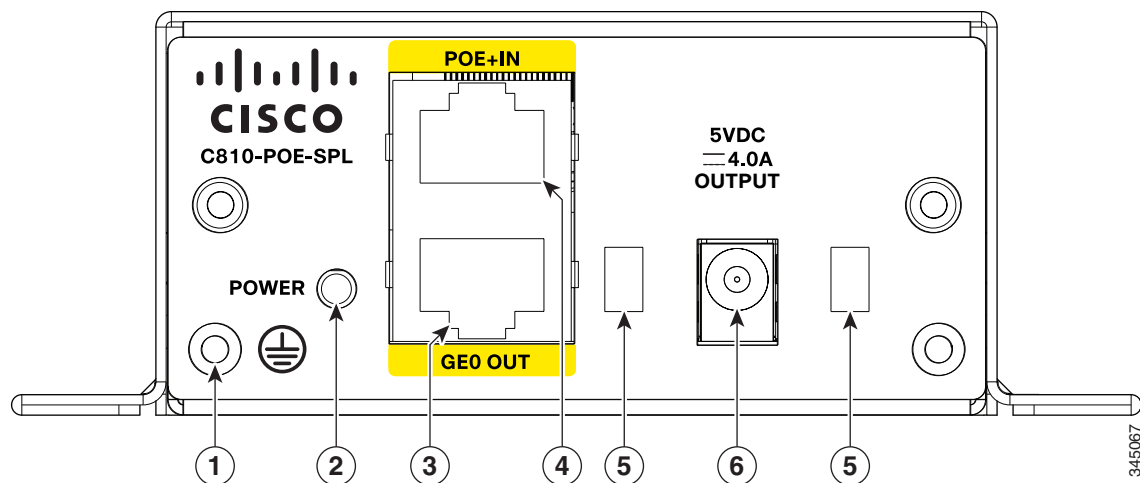 POE+IN
CISCO
C810-POE-SPL
5VDC
4.0A
OUTPUT
POWER
GE0 OUT
1
2
3
4
5
6
5
345067